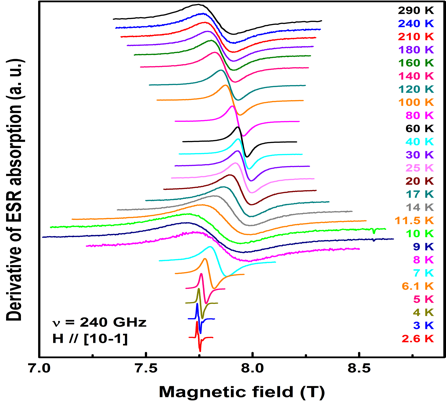 Derivative of ESR absorption (a. u.)
290 K
240 K
210 K
180 K
160 K
140 K
120 K
100 K
80 K
60 K
40 K
30 K
25 K
20 K
17 K
14 K
11.5 K
10 K
9 K
8 K
7 K
6.1 K
5 K
4 K
3 K
2.6 K
ν = 240 GHz
H // [10-1]
7.0 7.5 8.0 8.5
Magnetic field (T)